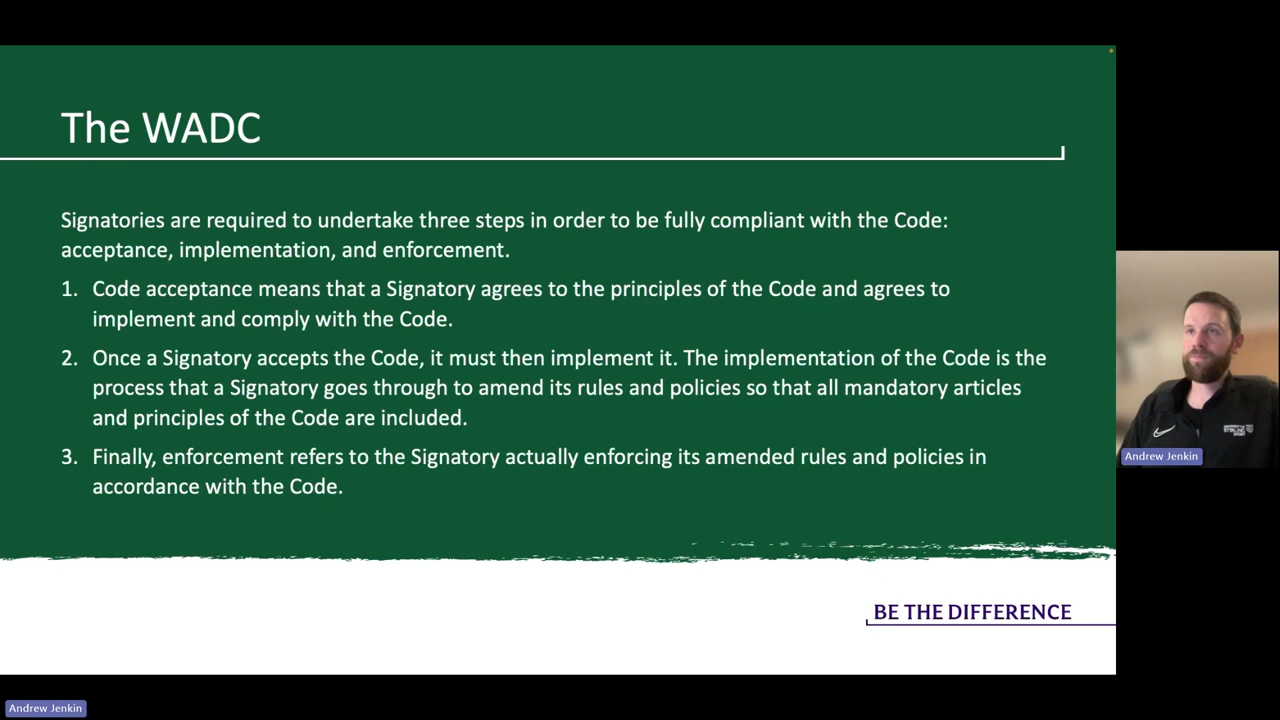 The WADC
Signatories are required to undertake three steps in order to be fully compliant with the Code:
acceptance, implementation, and enforcement.
1. Code acceptance means that a Signatory agrees to the principles of the Code and agrees to
implement and comply with the Code.
2. Once a Signatory accepts the Code, it must then implement it. The implementation of the Code is the
process that a Signatory goes through to amend its rules and policies so that all mandatory articles
and principles of the Code are included.
3. Finally, enforcement refers to the Signatory actually enforcing its amended rules and policies in
accordance with the Code.
BE THE DIFFERENCE
Andrew Jenkin
Andrew Jenkin